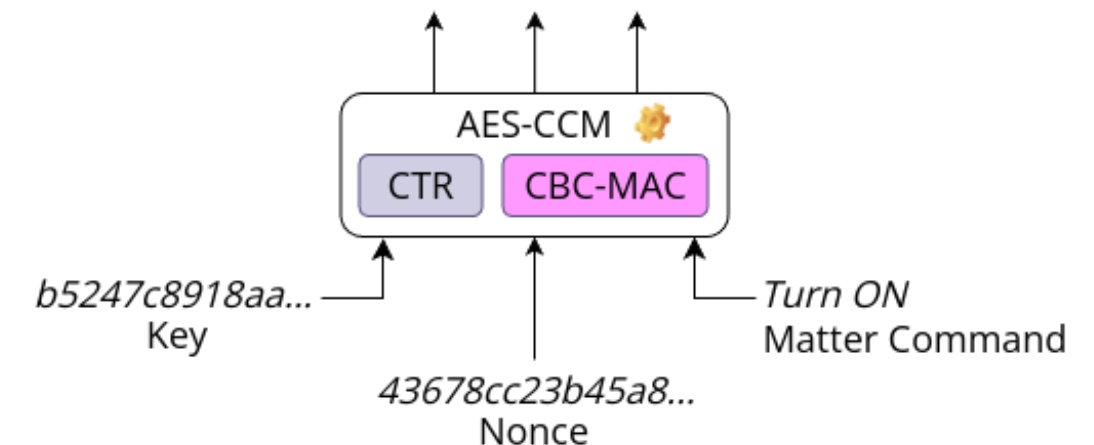 AES-CCM
CTR
CBC-MAC
b5247c8918aa...
Key
Turn ON
Matter Command
43678cc23b45a8...
Nonce